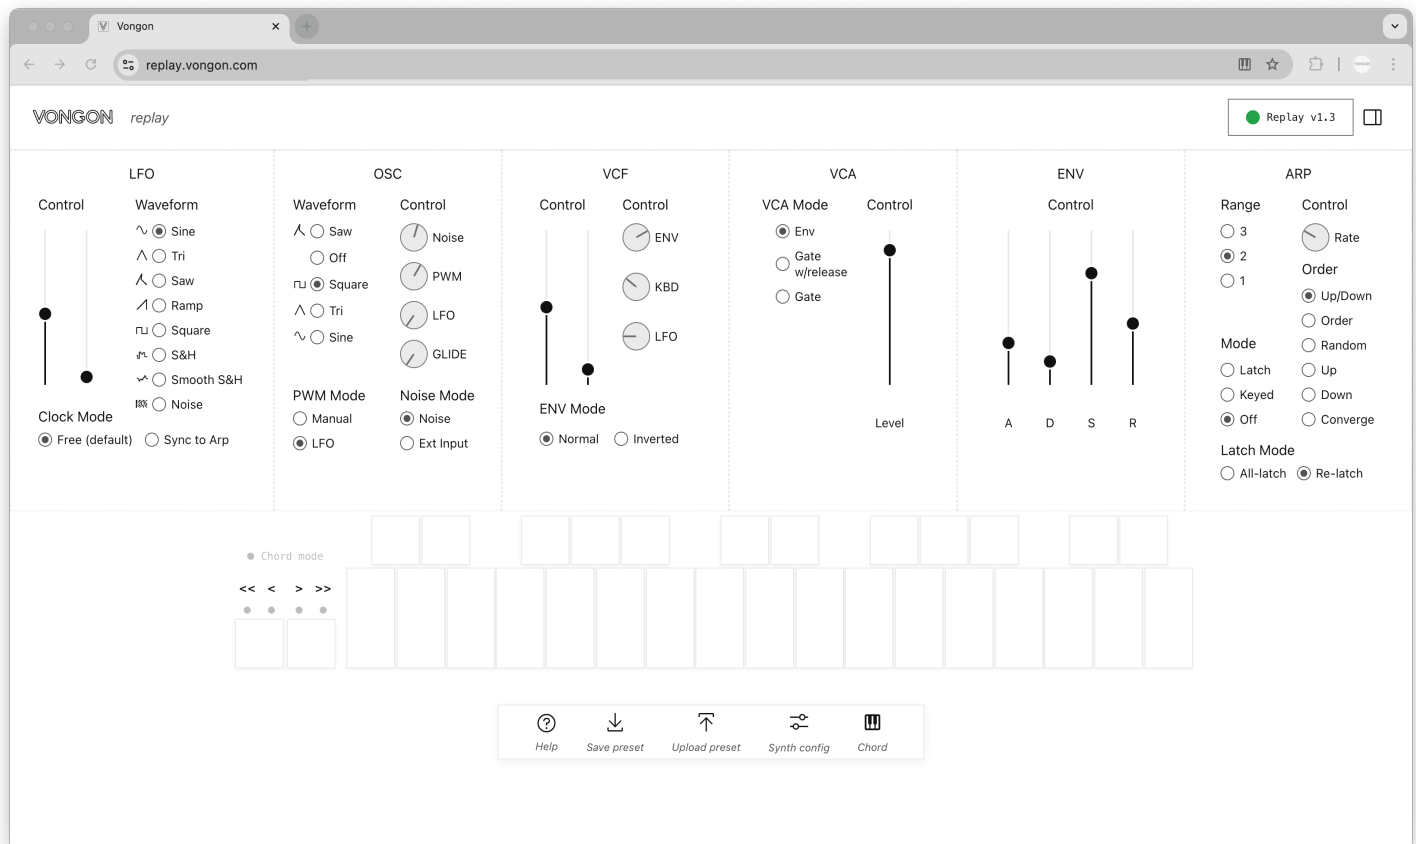 Vongon
replay.vongon.com
VONGON replay
Replay v1.3
LFO
Control
Waveform
Sine
Tri
Saw
Ramp
Square
S&H
Smooth S&H
Noise
Clock Mode
Free (default) Sync to Arp
OSC
Waveform
Saw
Off
Square
Tri
Sine
Control
Noise
PWM
LFO
GLIDE
PWM Mode
Manual
LFO
Noise Mode
Noise
Ext Input
VCF
Control
Control
ENV
KBD
LFO
ENV Mode
Normal Inverted
VCA
VCA Mode
Env
Gate
w/release
Gate
Control
Level
ENV
Control
A D S R
ARP
Range
3
2
1
Mode
Latch
Keyed
Off
Control
Rate
Order
Up/Down
Order
Random
Up
Down
Converge
Latch Mode
All-latch Re-latch
Chord mode
<< < > >>
Help Save preset Upload preset Synth config Chord